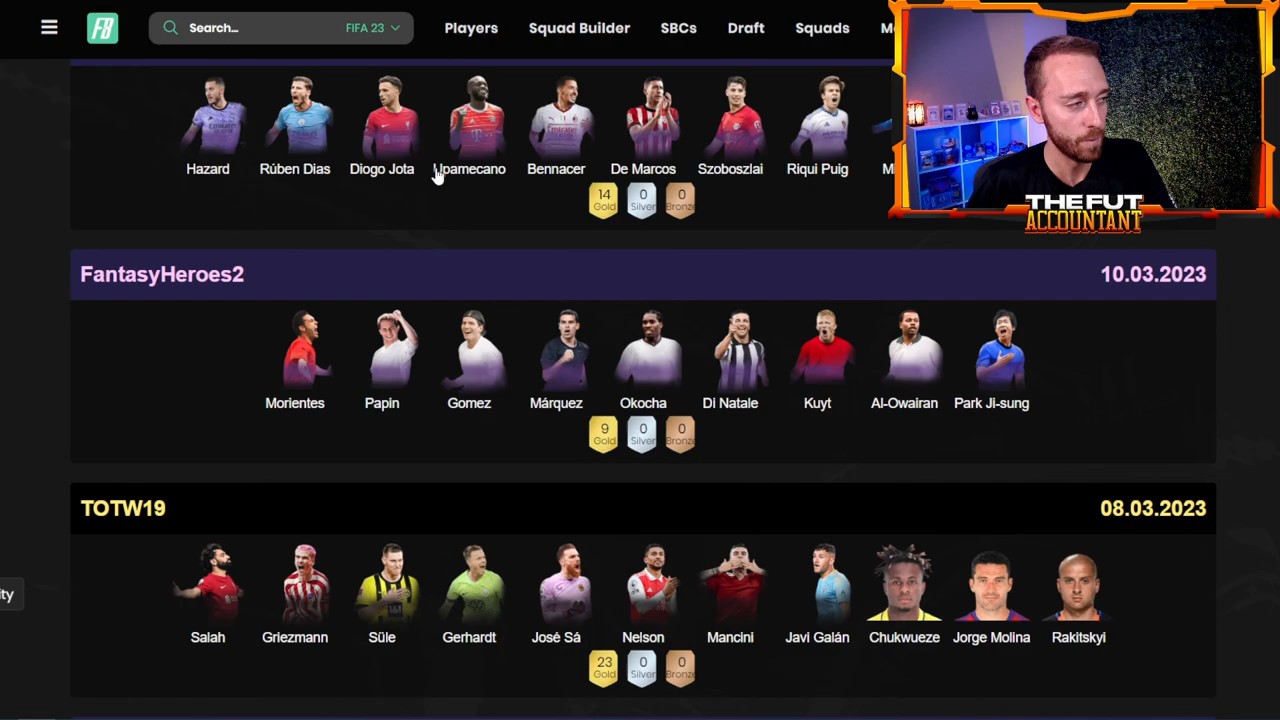 FB
Search...
FIFA 23
Players
Squad Builder
SBCs
Draft
Squads
THE FUT
ACCOUNTANT
Hazard
Rúben Dias
Diogo Jota
Upamecano
Bennacer
De Marcos
Szoboszlai
Riqui Puig
14
Gold
0
Silver
0
Bronze
FantasyHeroes2
10.03.2023
Morientes
Papin
Gomez
Márquez
Okocha
Di Natale
Kuyt
Al-Owairan
Park Ji-sung
9
Gold
0
Silver
0
Bronze
TOTW19
08.03.2023
ity
Salah
Griezmann
Süle
Gerhardt
José Sá
Nelson
Mancini
Javi Galán
Chukwueze
Jorge Molina
Rakitskyi
23
Gold
0
Silver
0
Bronze